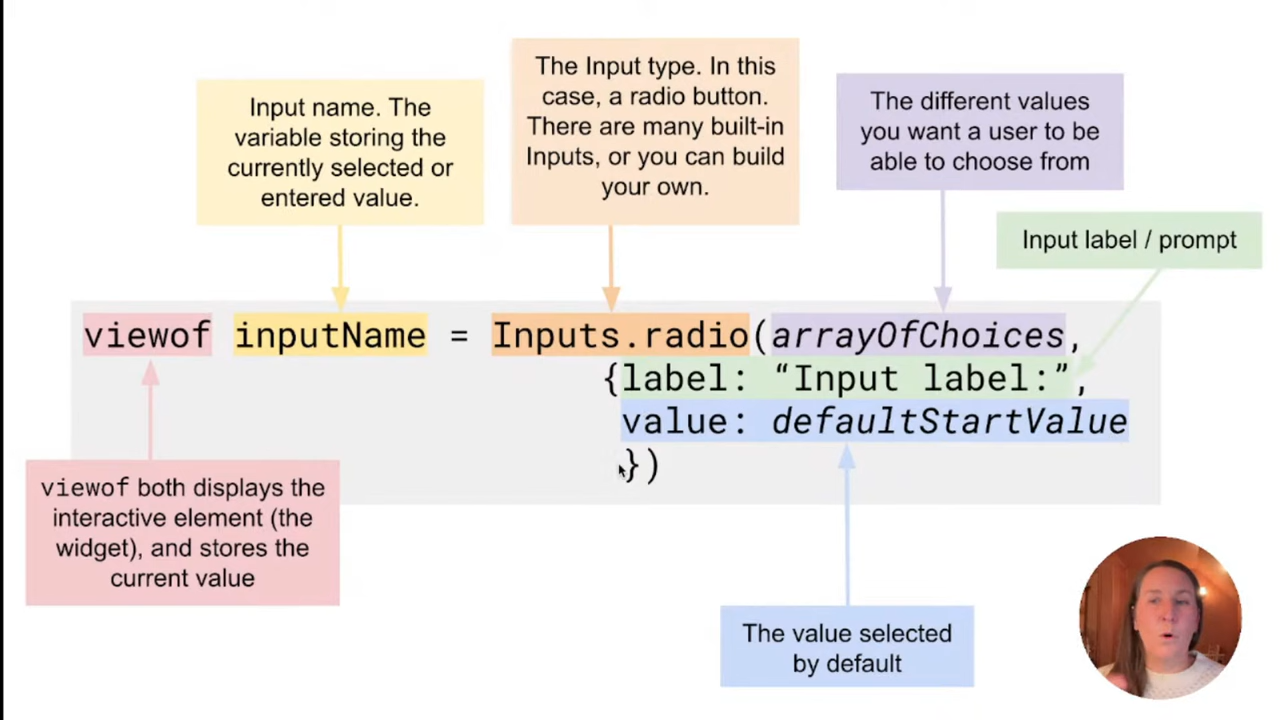 Input name. The
variable storing the
currently selected or
entered value.
The Input type. In this
case, a radio button.
There are many built-in
Inputs, or you can build
your own.
The different values
you want a user to be
able to choose from
Input label / prompt
viewof inputName = Inputs.radio(arrayOfChoices,
{label: “Input label:”,
value: defaultStartValue
})
viewof both displays the
interactive element (the
widget), and stores the
current value
The value selected
by default